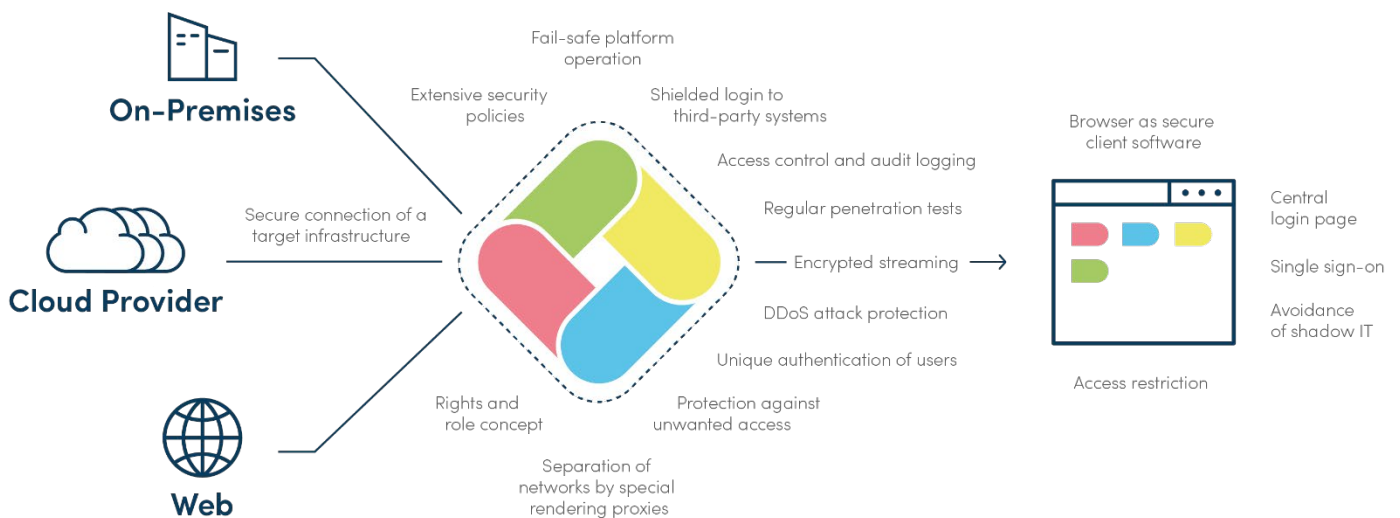 On-Premises
Cloud Provider
Web
Secure connection of a
target infrastructure
Fail-safe platform
operation
Extensive security
policies
Shielded login to
third-party systems
Access control and audit logging
Regular penetration tests
Encrypted streaming
DDoS attack protection
Unique authentication of users
Rights and
role concept
Protection against
unwanted access
Separation of
networks by special
rendering proxies
Browser as secure
client software
Central
login page
Single sign-on
Avoidance
of shadow IT
Access restriction